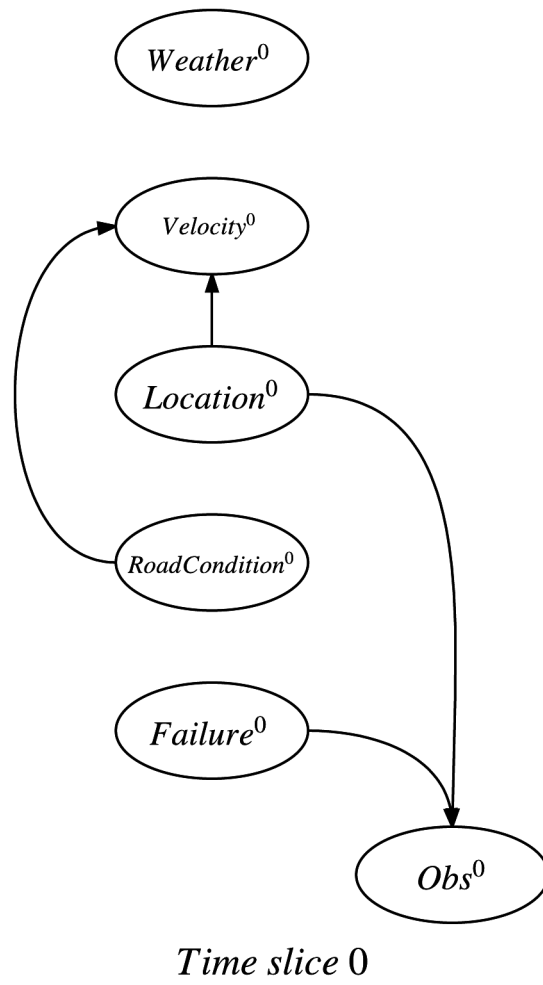 Weather⁰
Velocity⁰
Location⁰
RoadCondition⁰
Failure⁰
Obs⁰
Time slice 0